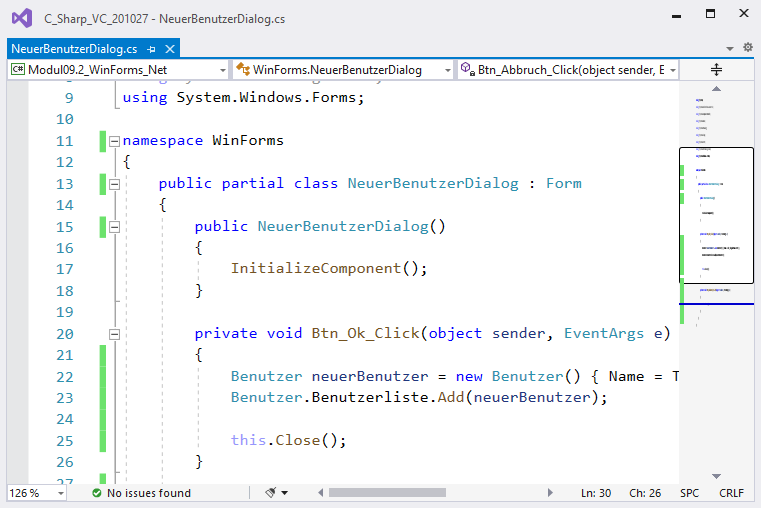 C_Sharp_VC_201027 - NeuerBenutzerDialog.cs
NeuerBenutzerDialog.cs
C# Modul09.2_WinForms_Net WinForms.NeuerBenutzerDialog Btn_Abbruch_Click(object sender, E
9 using System.Windows.Forms;
10
11 namespace WinForms
12 {
13 public partial class NeuerBenutzerDialog : Form
14 {
15 public NeuerBenutzerDialog()
16 {
17 InitializeComponent();
18 }
19
20 private void Btn_Ok_Click(object sender, EventArgs e)
21 {
22 Benutzer neuerBenutzer = new Benutzer() { Name = T
23 Benutzer.Benutzerliste.Add(neuerBenutzer);
24
25 this.Close();
26 }
27
126 % No issues found Ln: 30 Ch: 26 SPC CRLF